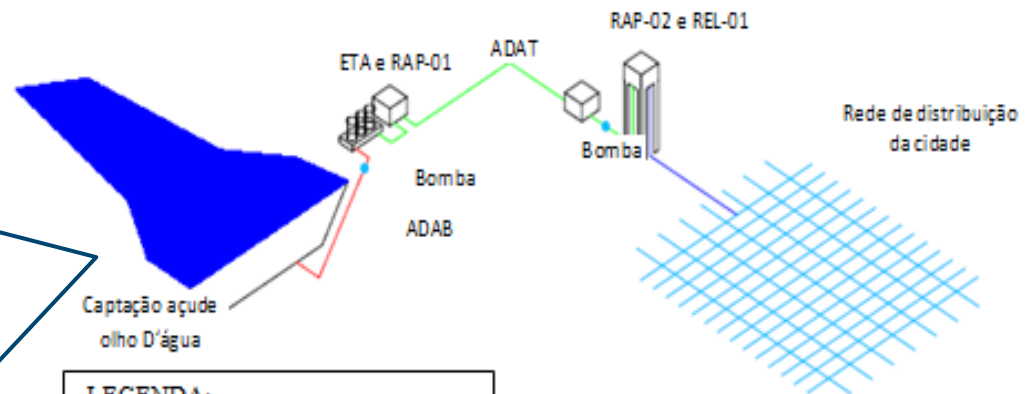 RAP-02 e REL-01
ADAT
ETA e RAP-01
Rede de distribuição
da cidade
Bomba
Bomba
ADAB
Captação açude
olho D´água
LEGENDA: